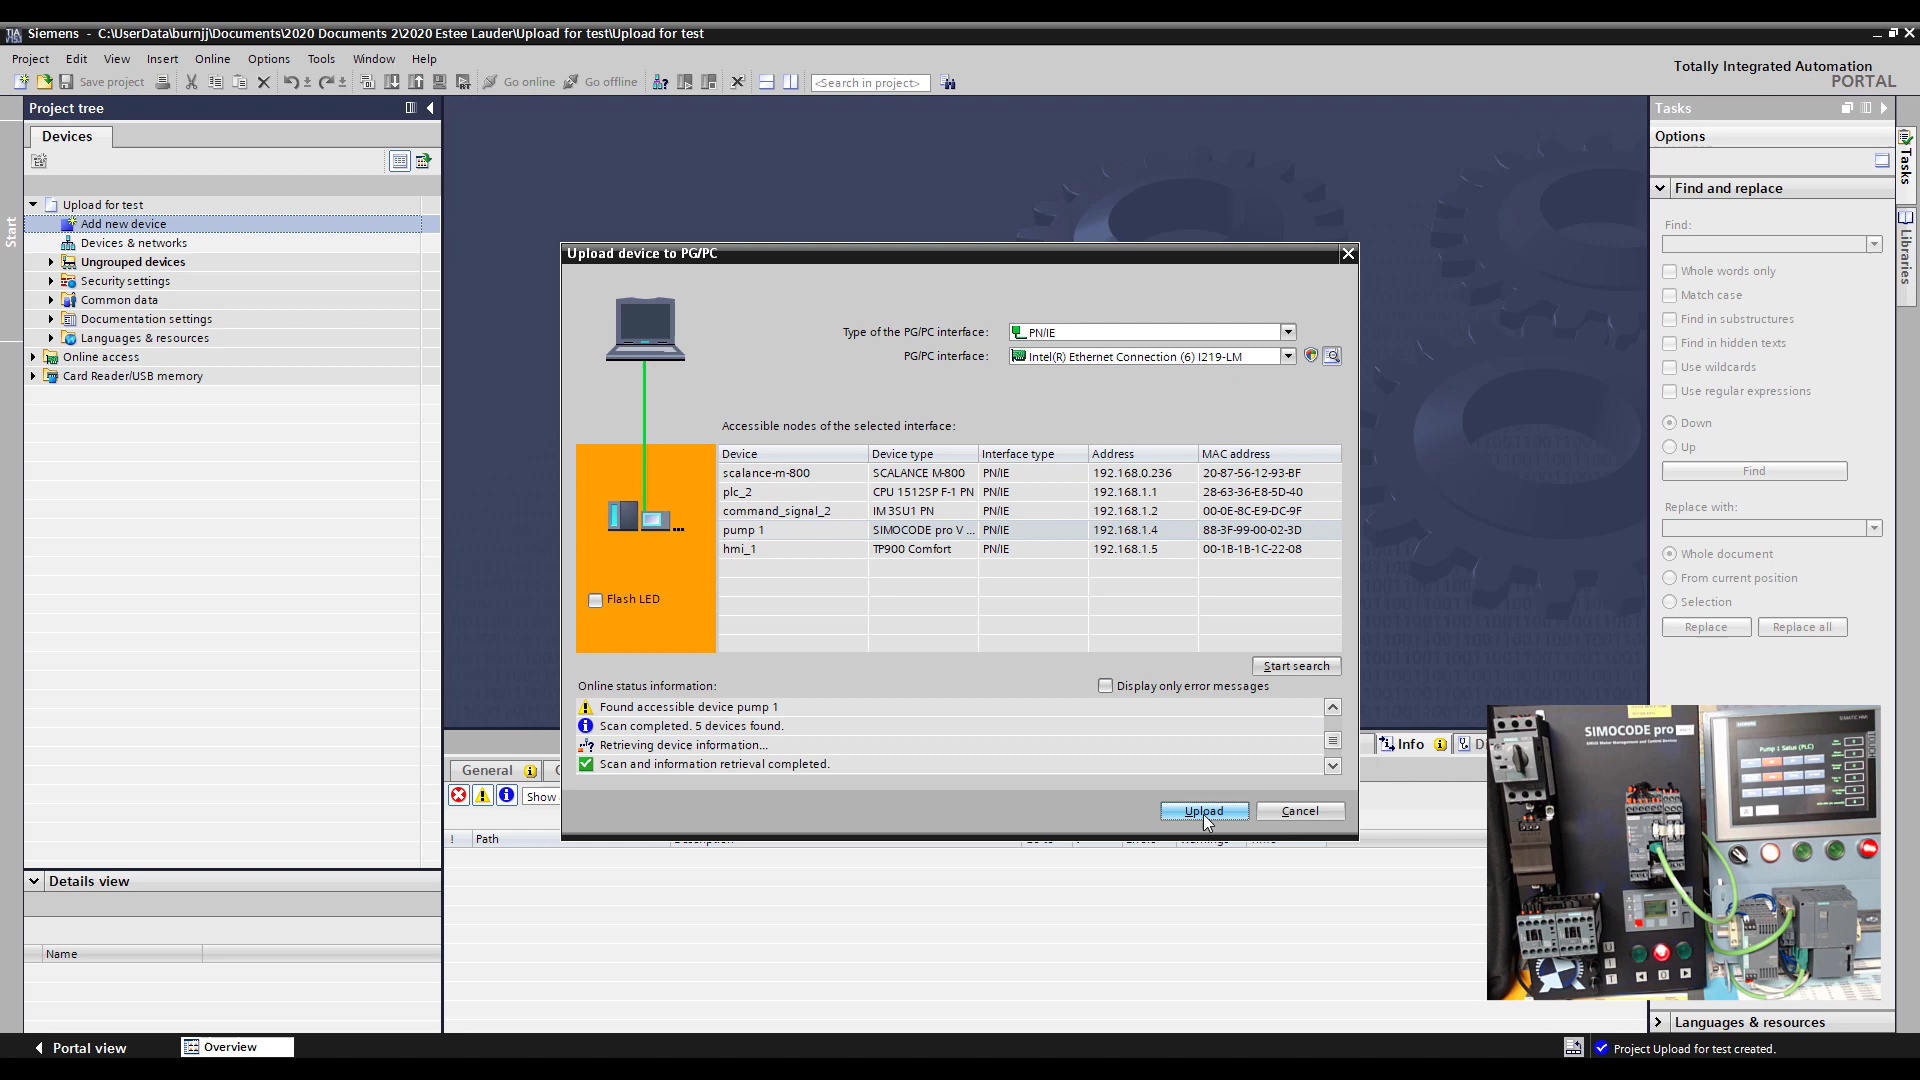 Siemens - C:\UserData\burnjj\Documents\2020 Documents 2\2020 Estee Lauder\Upload for test\Upload for test
Project Edit View Insert Online Options Tools Window Help
Totally Integrated Automation
PORTAL
Save project
Go online
Go offline
<Search in project>
Project tree
Devices
Start
Upload for test
Add new device
Devices & networks
Ungrouped devices
Security settings
Common data
Documentation settings
Languages & resources
Online access
Card Reader/USB memory
Details view
Name
Upload device to PG/PC
Type of the PG/PC interface: PN/IE
PG/PC interface: Intel(R) Ethernet Connection (6) I219-LM
Accessible nodes of the selected interface:
Device Device type Interface type Address MAC address
scalance-m-800 SCALANCE M-800 PN/IE 192.168.0.236 20-87-56-12-93-BF
plc_2 CPU 1512SP F-1 PN PN/IE 192.168.1.1 28-63-36-E8-5D-40
command_signal_2 IM 3SU1 PN PN/IE 192.168.1.2 00-0E-8C-E9-DC-9F
pump 1 SIMOCODE pro V ... PN/IE 192.168.1.4 88-3F-99-00-02-3D
hmi_1 TP900 Comfort PN/IE 192.168.1.5 00-1B-1B-1C-22-08
Flash LED
Start search
Online status information:
Display only error messages
Found accessible device pump 1
Scan completed. 5 devices found.
Retrieving device information...
Scan and information retrieval completed.
Upload
Cancel
General
Show
! Path
Info
Tasks
Options
Find and replace
Find:
Whole words only
Match case
Find in substructures
Find in hidden texts
Use wildcards
Use regular expressions
Down
Up
Find
Replace with:
Whole document
From current position
Selection
Replace
Replace all
Tasks
Libraries
SIMOCODE pro
SIEMENS
SIMATIC HMI
Pump 1 Satus (PLC)
Languages & resources
Portal view
Overview
Project Upload for test created.